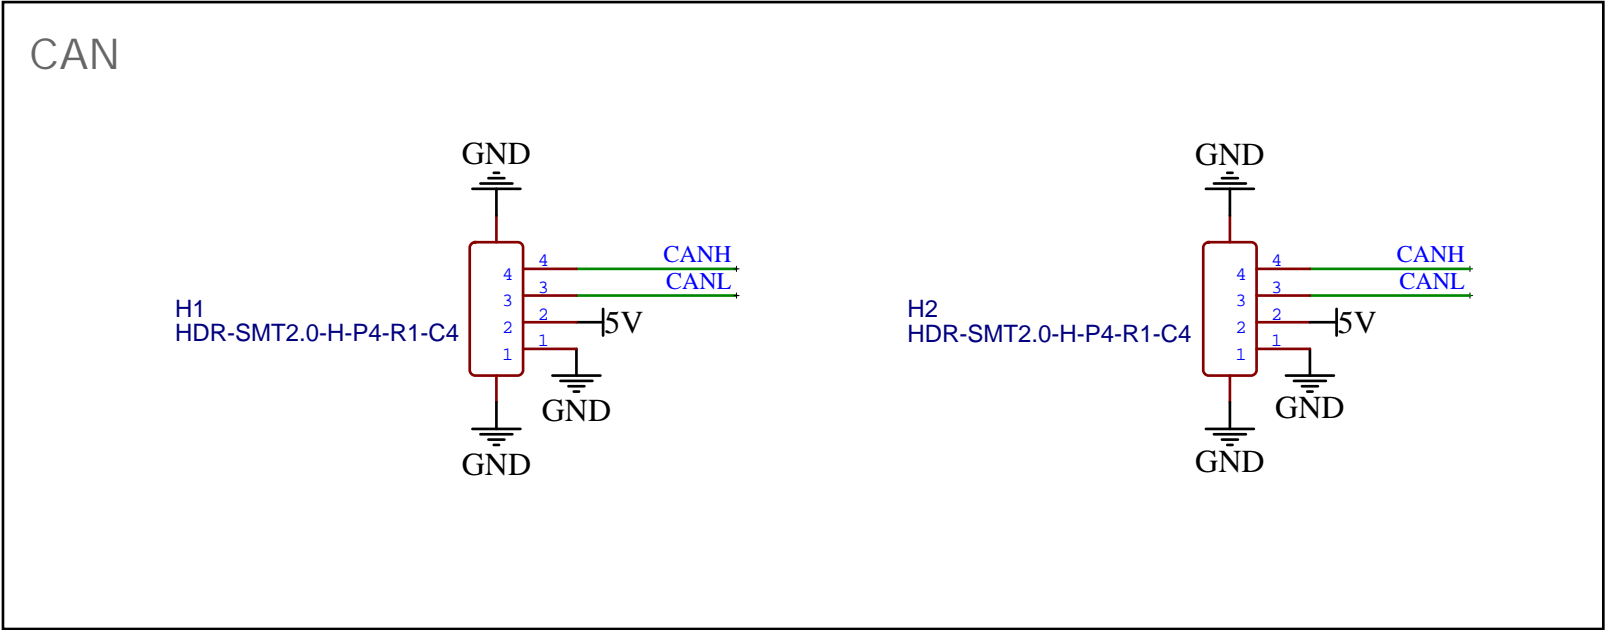 CAN
GND
4 4 CANH
3 3 CANL
H1
HDR-SMT2.0-H-P4-R1-C4
2 2 5V
1 1
GND
GND
GND
4 4 CANH
3 3 CANL
H2
HDR-SMT2.0-H-P4-R1-C4
2 2 5V
1 1
GND
GND